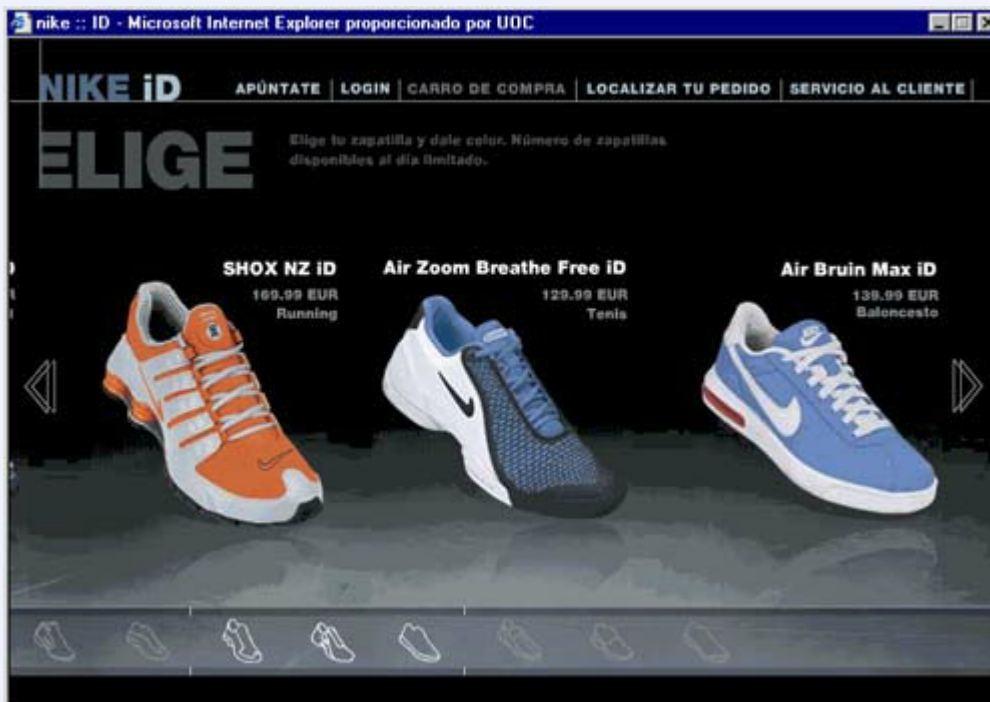 nike :: ID - Microsoft Internet Explorer proporcionado por UOC
NIKE iD
APÚNTATE
LOGIN
CARRO DE COMPRA
LOCALIZAR TU PEDIDO
SERVICIO AL CLIENTE
ELIGE
Elige tu zapatilla y dale color. Número de zapatillas
disponibles al día limitado.
SHOX NZ iD
169.99 EUR
Running
Air Zoom Breathe Free iD
129.99 EUR
Tenis
Air Bruin Max iD
139.99 EUR
Baloncesto